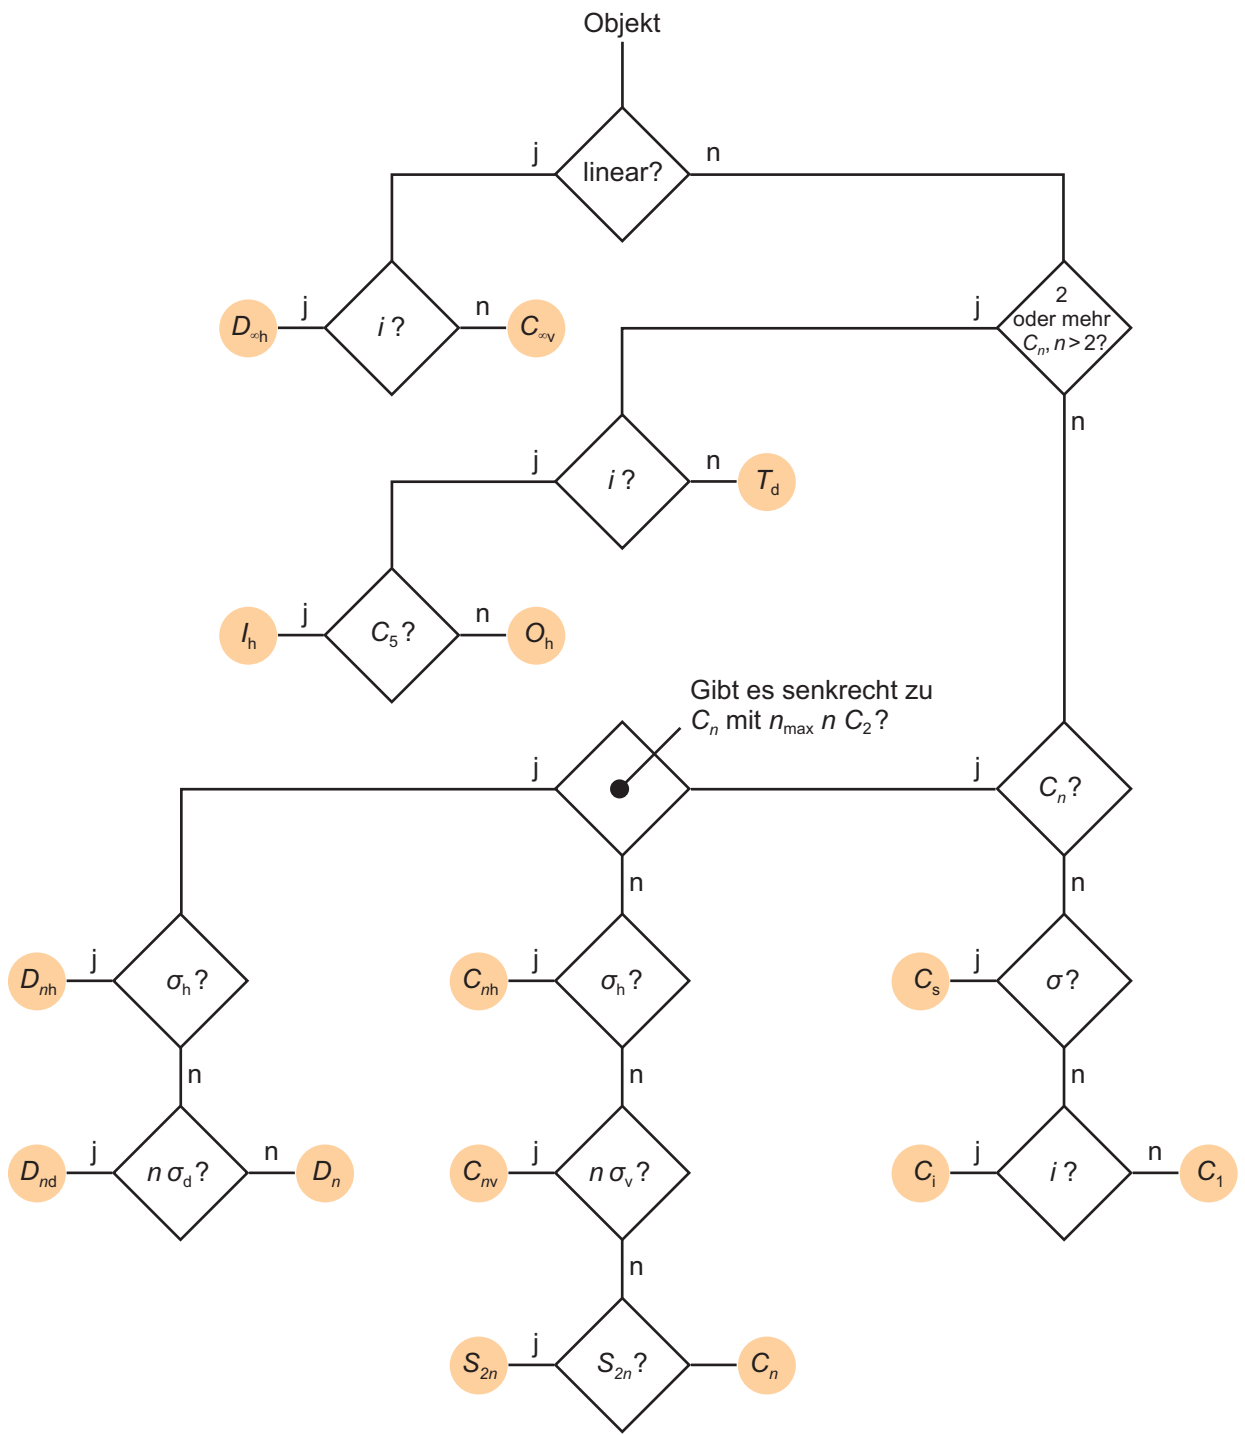 Objekt
j
linear?
n
D∞h
j
i ?
n
C∞v
j
2
oder mehr
Cn, n > 2?
n
j
i ?
n
Td
Ih
j
C5?
n
Oh
Gibt es senkrecht zu
Cn mit nmax n C2?
j
j
Cn?
n
n
Dnh
j
σh?
n
Cnh
j
σh?
n
Cs
j
σ?
n
Dnd
j
n σd?
n
Dn
Cnv
j
n σv?
n
Ci
j
i ?
n
C1
S2n
j
S2n?
Cn